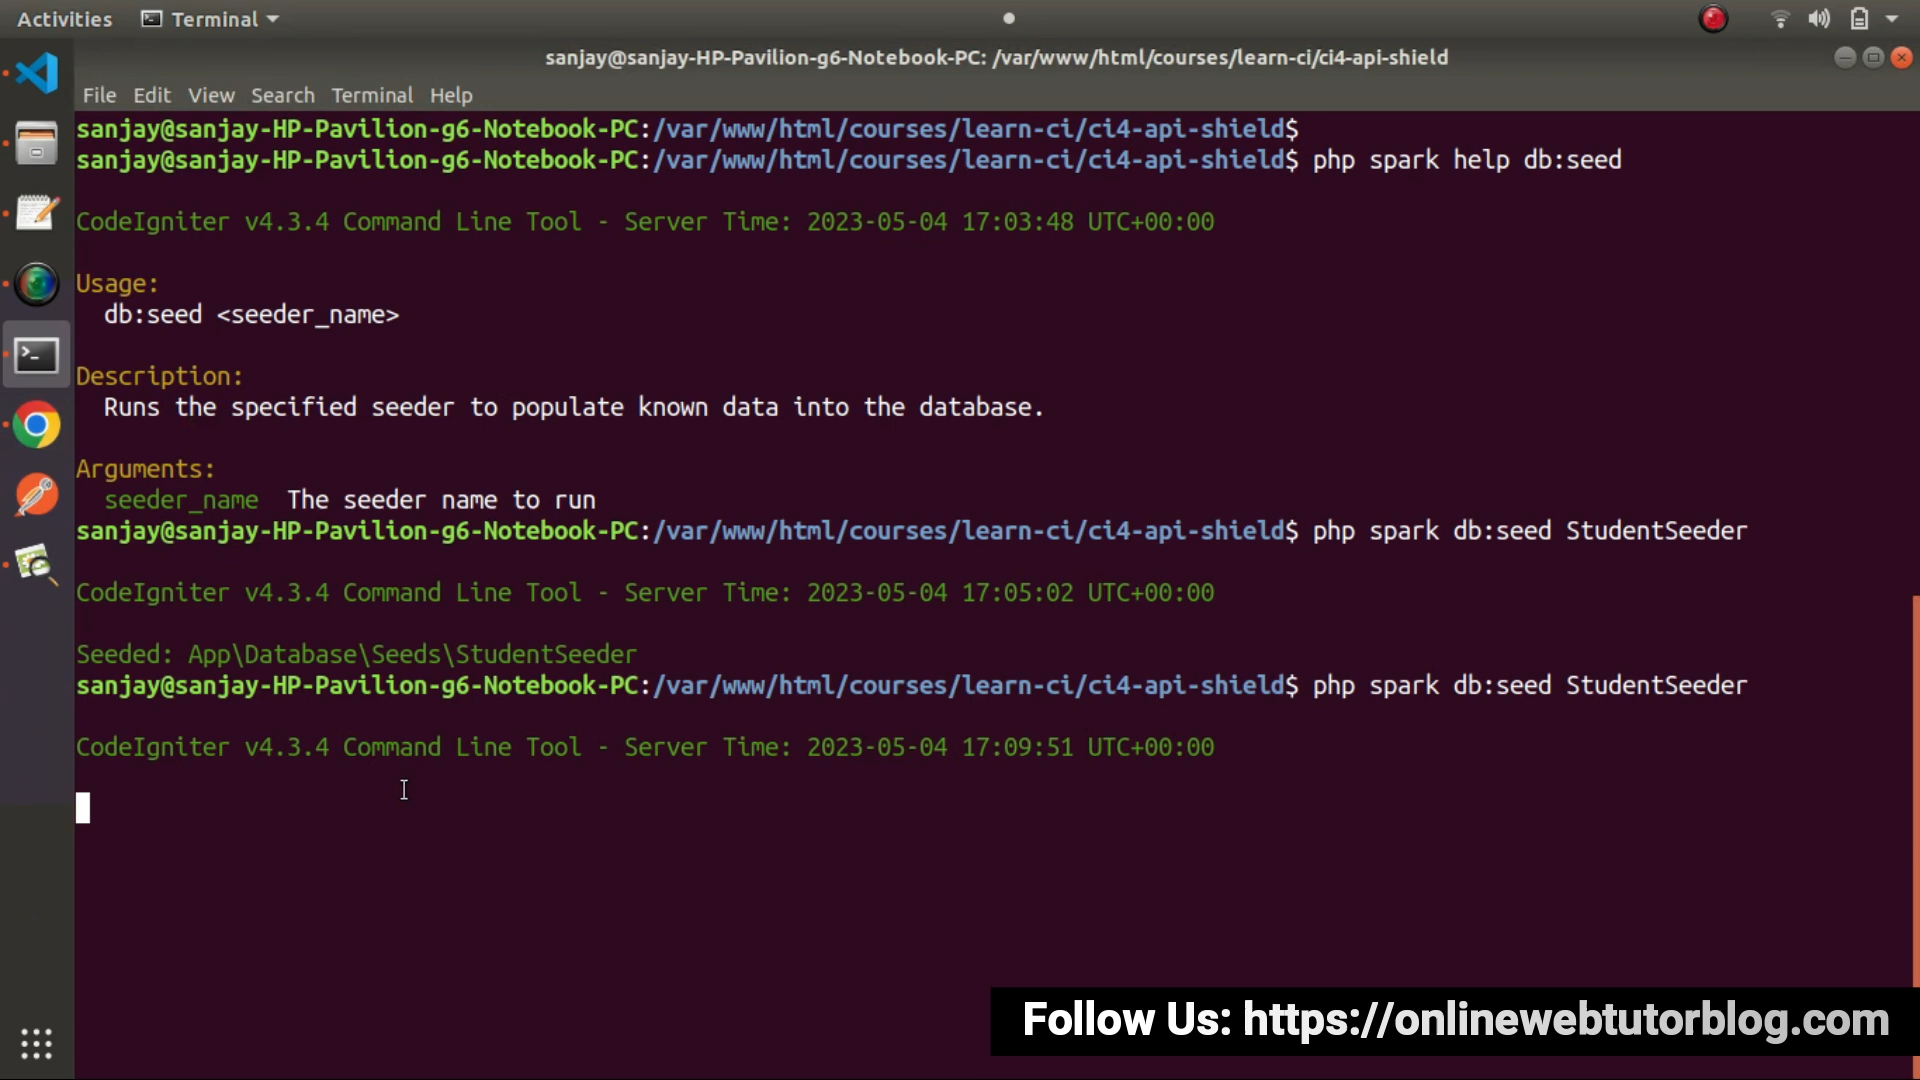 Activities Terminal
sanjay@sanjay-HP-Pavilion-g6-Notebook-PC: /var/www/html/courses/learn-ci/ci4-api-shield
File Edit View Search Terminal Help
sanjay@sanjay-HP-Pavilion-g6-Notebook-PC:/var/www/html/courses/learn-ci/ci4-api-shield$
sanjay@sanjay-HP-Pavilion-g6-Notebook-PC:/var/www/html/courses/learn-ci/ci4-api-shield$ php spark help db:seed
CodeIgniter v4.3.4 Command Line Tool - Server Time: 2023-05-04 17:03:48 UTC+00:00
Usage:
db:seed <seeder_name>
Description:
Runs the specified seeder to populate known data into the database.
Arguments:
seeder_name The seeder name to run
sanjay@sanjay-HP-Pavilion-g6-Notebook-PC:/var/www/html/courses/learn-ci/ci4-api-shield$ php spark db:seed StudentSeeder
CodeIgniter v4.3.4 Command Line Tool - Server Time: 2023-05-04 17:05:02 UTC+00:00
Seeded: App\Database\Seeds\StudentSeeder
sanjay@sanjay-HP-Pavilion-g6-Notebook-PC:/var/www/html/courses/learn-ci/ci4-api-shield$ php spark db:seed StudentSeeder
CodeIgniter v4.3.4 Command Line Tool - Server Time: 2023-05-04 17:09:51 UTC+00:00
Follow Us: https://onlinewebtutorblog.com